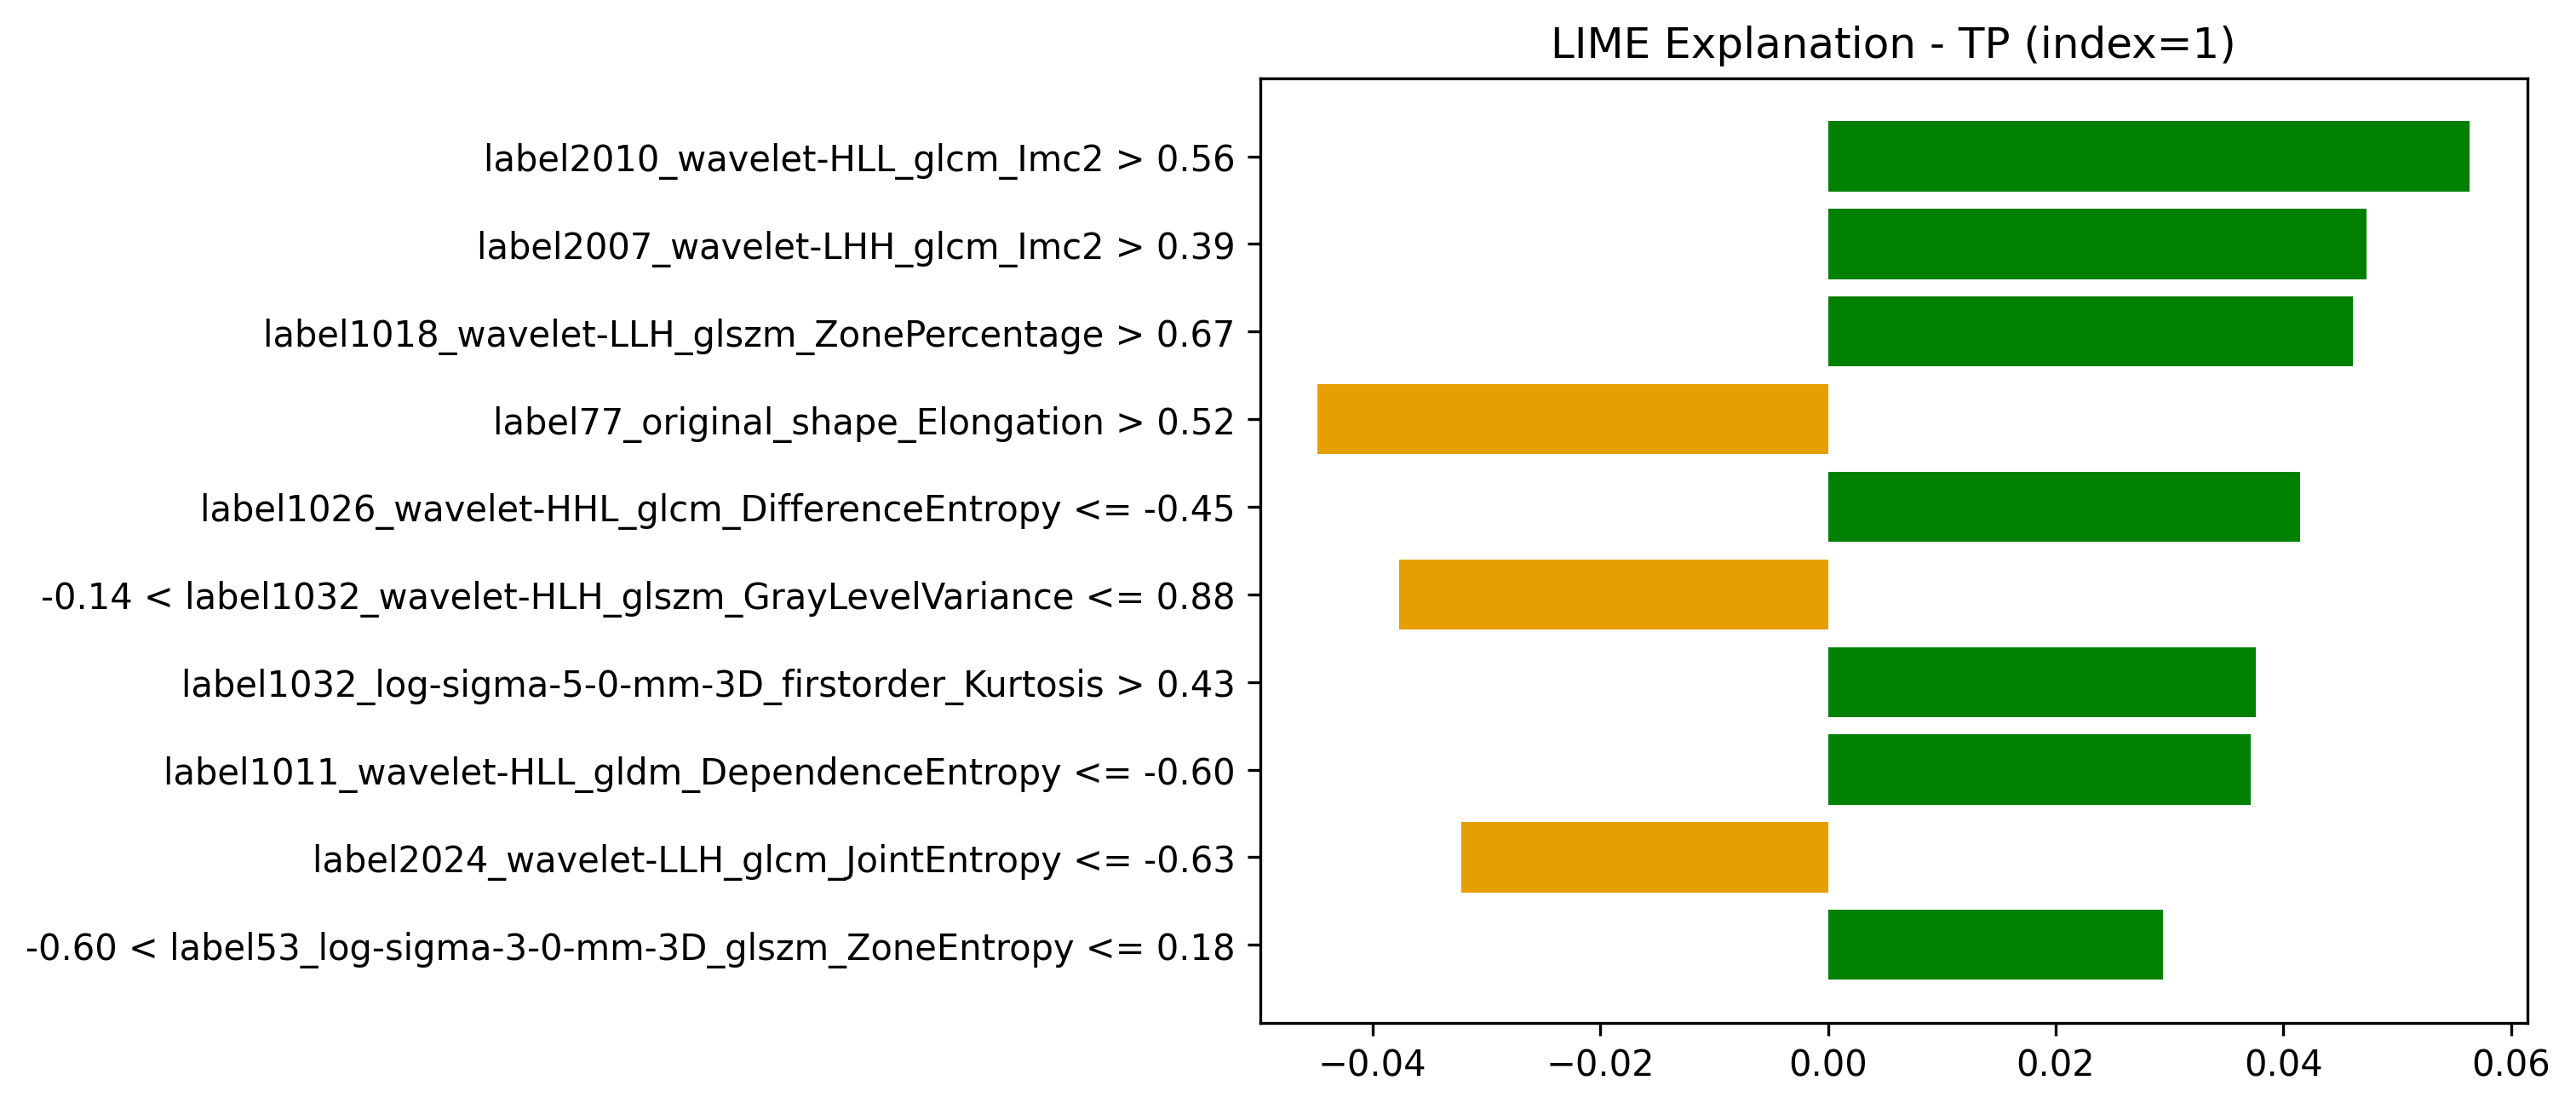 LIME Explanation - TP (index=1)
label2010_wavelet-HLL_glcm_Imc2 > 0.56
label2007_wavelet-LHH_glcm_Imc2 > 0.39
label1018_wavelet-LLH_glszm_ZonePercentage > 0.67
label77_original_shape_Elongation > 0.52
label1026_wavelet-HHL_glcm_DifferenceEntropy <= -0.45
-0.14 < label1032_wavelet-HLH_glszm_GrayLevelVariance <= 0.88
label1032_log-sigma-5-0-mm-3D_firstorder_Kurtosis > 0.43
label1011_wavelet-HLL_gldm_DependenceEntropy <= -0.60
label2024_wavelet-LLH_glcm_JointEntropy <= -0.63
-0.60 < label53_log-sigma-3-0-mm-3D_glszm_ZoneEntropy <= 0.18
−0.04 −0.02 0.00 0.02 0.04 0.06